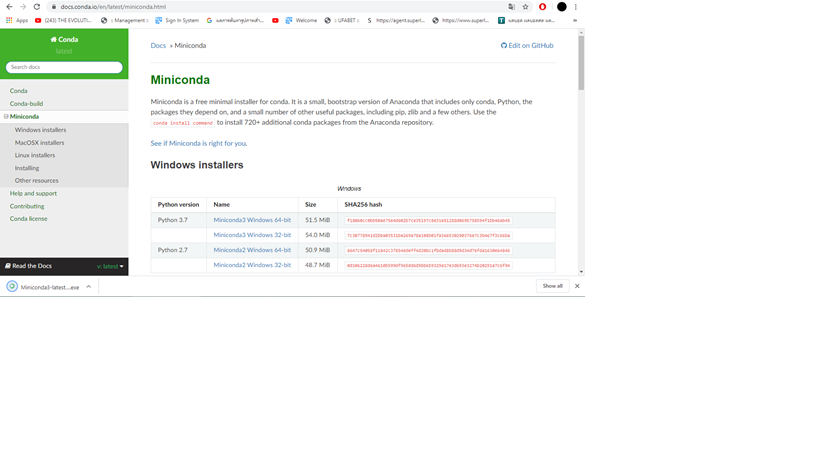 docs.conda.io/en/latest/miniconda.html
Apps
(243) THE EVOLUTI...
:: Management ::
Sign In System
Welcome
:: UFABET ::
https://agent.superl...
https://www.superl...
»
Conda
latest
Search docs
Conda
Conda-build
Miniconda
Windows installers
MacOSX installers
Linux installers
Installing
Other resources
Help and support
Contributing
Conda license
Read the Docs
v: latest
Docs » Miniconda
Edit on GitHub
Miniconda
Miniconda is a free minimal installer for conda. It is a small, bootstrap version of Anaconda that includes only conda, Python, the
packages they depend on, and a small number of other useful packages, including pip, zlib and a few others. Use the
conda install command to install 720+ additional conda packages from the Anaconda repository.
See if Miniconda is right for you.
Windows installers
Windows
Python version Name Size SHA256 hash
Python 3.7 Miniconda3 Windows 64-bit 51.5 MiB
Miniconda3 Windows 32-bit 54.0 MiB
Python 2.7 Miniconda2 Windows 64-bit 50.9 MiB
Miniconda2 Windows 32-bit 48.7 MiB
Miniconda3-latest....exe
Show all